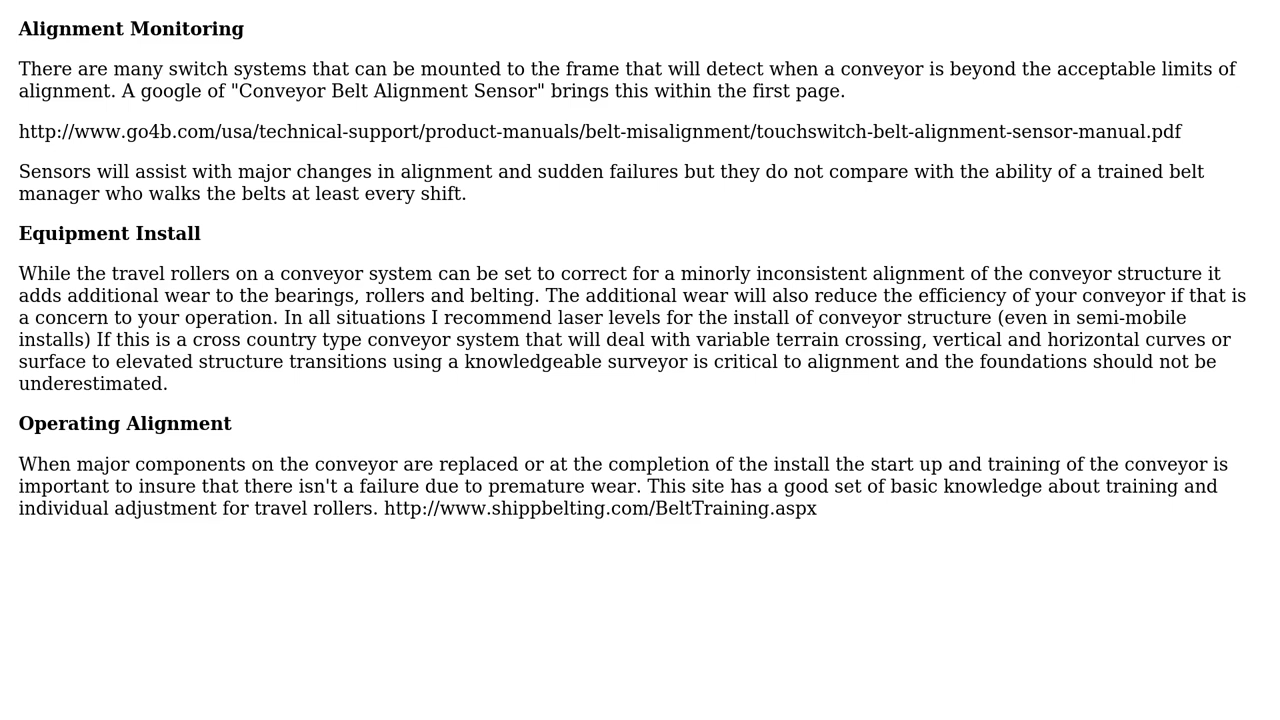 Alignment Monitoring
There are many switch systems that can be mounted to the frame that will detect when a conveyor is beyond the acceptable limits of
alignment. A google of "Conveyor Belt Alignment Sensor" brings this within the first page.
http://www.go4b.com/usa/technical-support/product-manuals/belt-misalignment/touchswitch-belt-alignment-sensor-manual.pdf
Sensors will assist with major changes in alignment and sudden failures but they do not compare with the ability of a trained belt
manager who walks the belts at least every shift.
Equipment Install
While the travel rollers on a conveyor system can be set to correct for a minorly inconsistent alignment of the conveyor structure it
adds additional wear to the bearings, rollers and belting. The additional wear will also reduce the efficiency of your conveyor if that is
a concern to your operation. In all situations I recommend laser levels for the install of conveyor structure (even in semi-mobile
installs) If this is a cross country type conveyor system that will deal with variable terrain crossing, vertical and horizontal curves or
surface to elevated structure transitions using a knowledgeable surveyor is critical to alignment and the foundations should not be
underestimated.
Operating Alignment
When major components on the conveyor are replaced or at the completion of the install the start up and training of the conveyor is
important to insure that there isn't a failure due to premature wear. This site has a good set of basic knowledge about training and
individual adjustment for travel rollers. http://www.shippbelting.com/BeltTraining.aspx